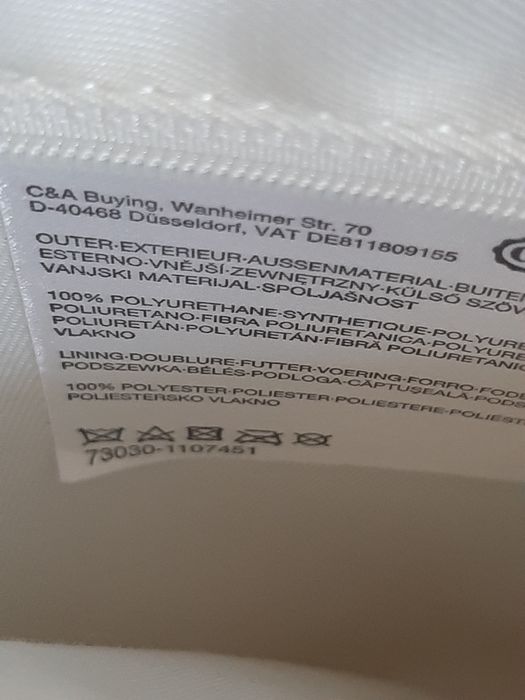 C&A Buying, Wanheimer Str. 70
D-40468 Düsseldorf, VAT DE811809155
OUTER·EXTERIEUR·AUSSENMATERIAL·BUITE
ESTERNO·VNĚJŠÍ·ZEWNĘTRZNY·KÜLSŐ SZÖV
VANJSKI MATERIJAL·SPOLJAŠNOST
100% POLYURETHANE·SYNTHETIQUE·POLYURE
POLIURETANO·FIBRA POLIURETANICA·POLYURE
POLIURETÁN·POLYURETÁN·FIBRĂ POLIURETANIC
VLAKNO
LINING·DOUBLURE·FUTTER·VOERING·FORRO·FODE
PODSZEWKA·BÉLÉS·PODLOGA·CĂPTUȘEALĂ·PODS
100% POLYESTER·POLIESTER·POLIESTERE·POLIEST
POLIESTERSKO VLAKNO
73030-1107451